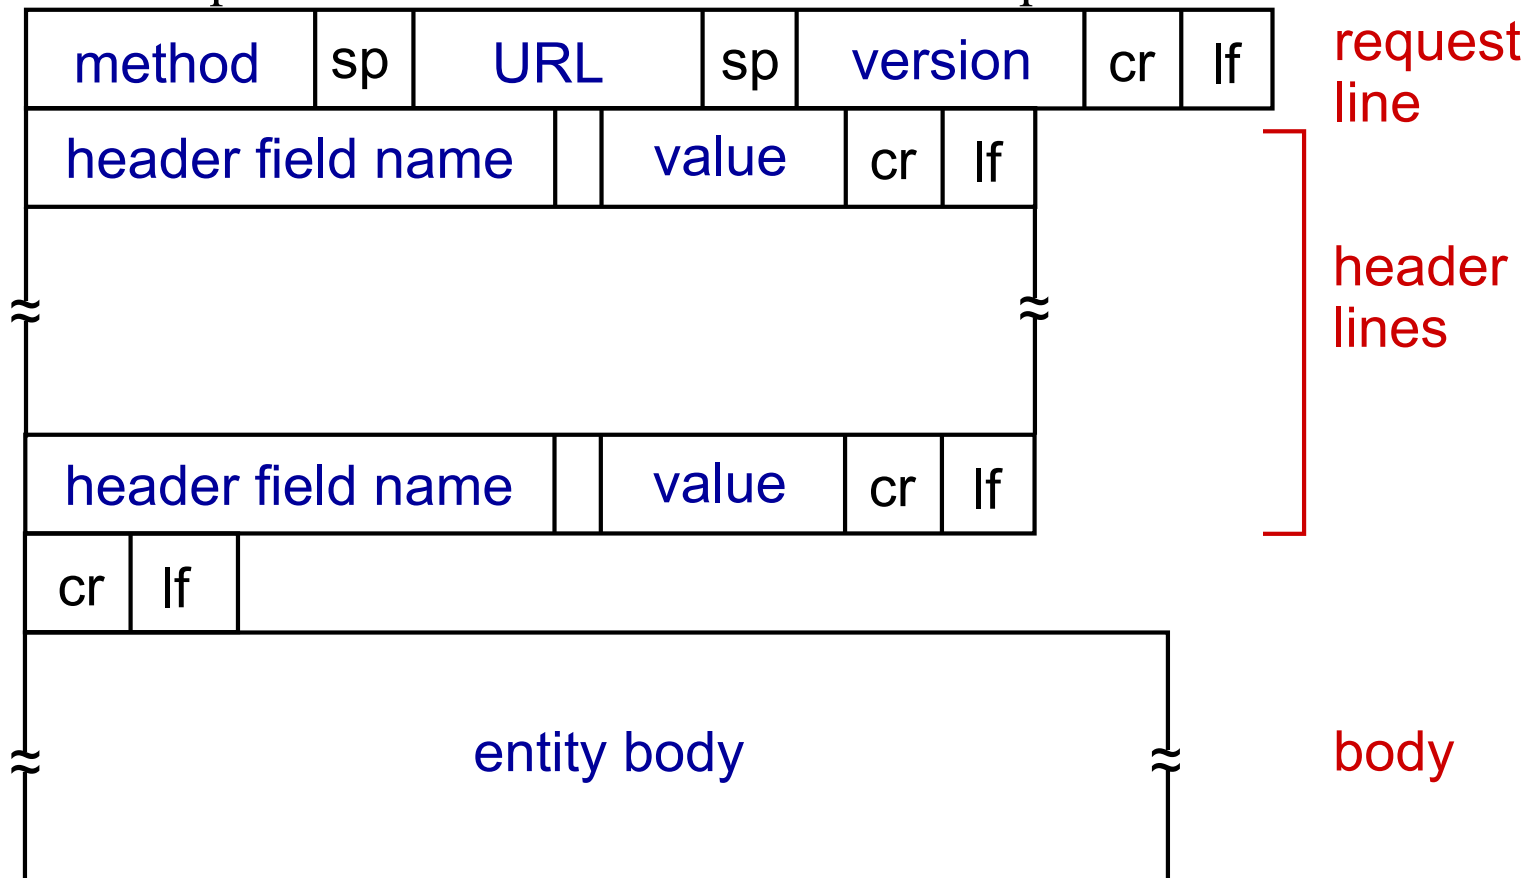 method sp URL sp version cr lf
request
line
header field name value cr lf
header
lines
header field name value cr lf
cr lf
entity body
body